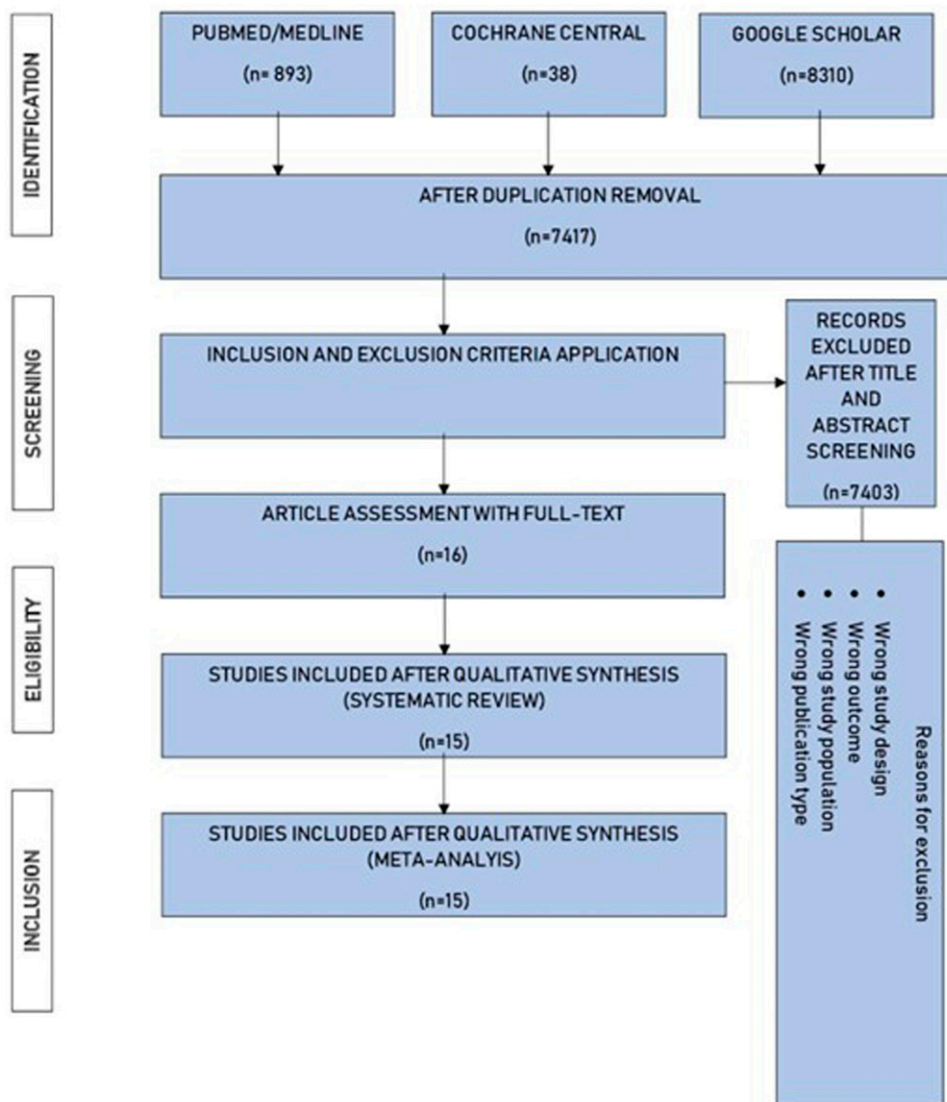 IDENTIFICATION
PUBMED/MEDLINE
(n= 893)
COCHRANE CENTRAL
(n=38)
GOOGLE SCHOLAR
(n=8310)
AFTER DUPLICATION REMOVAL
(n=7417)
SCREENING
INCLUSION AND EXCLUSION CRITERIA APPLICATION
RECORDS
EXCLUDED
AFTER TITLE
AND
ABSTRACT
SCREENING
(n=7403)
ARTICLE ASSESSMENT WITH FULL-TEXT
(n=16)
Reasons for exclusion
• Wrong study design
• Wrong outcome
• Wrong study population
• Wrong publication type
ELIGIBILITY
STUDIES INCLUDED AFTER QUALITATIVE SYNTHESIS
(SYSTEMATIC REVIEW)
(n=15)
INCLUSION
STUDIES INCLUDED AFTER QUALITATIVE SYNTHESIS
(META-ANALYIS)
(n=15)